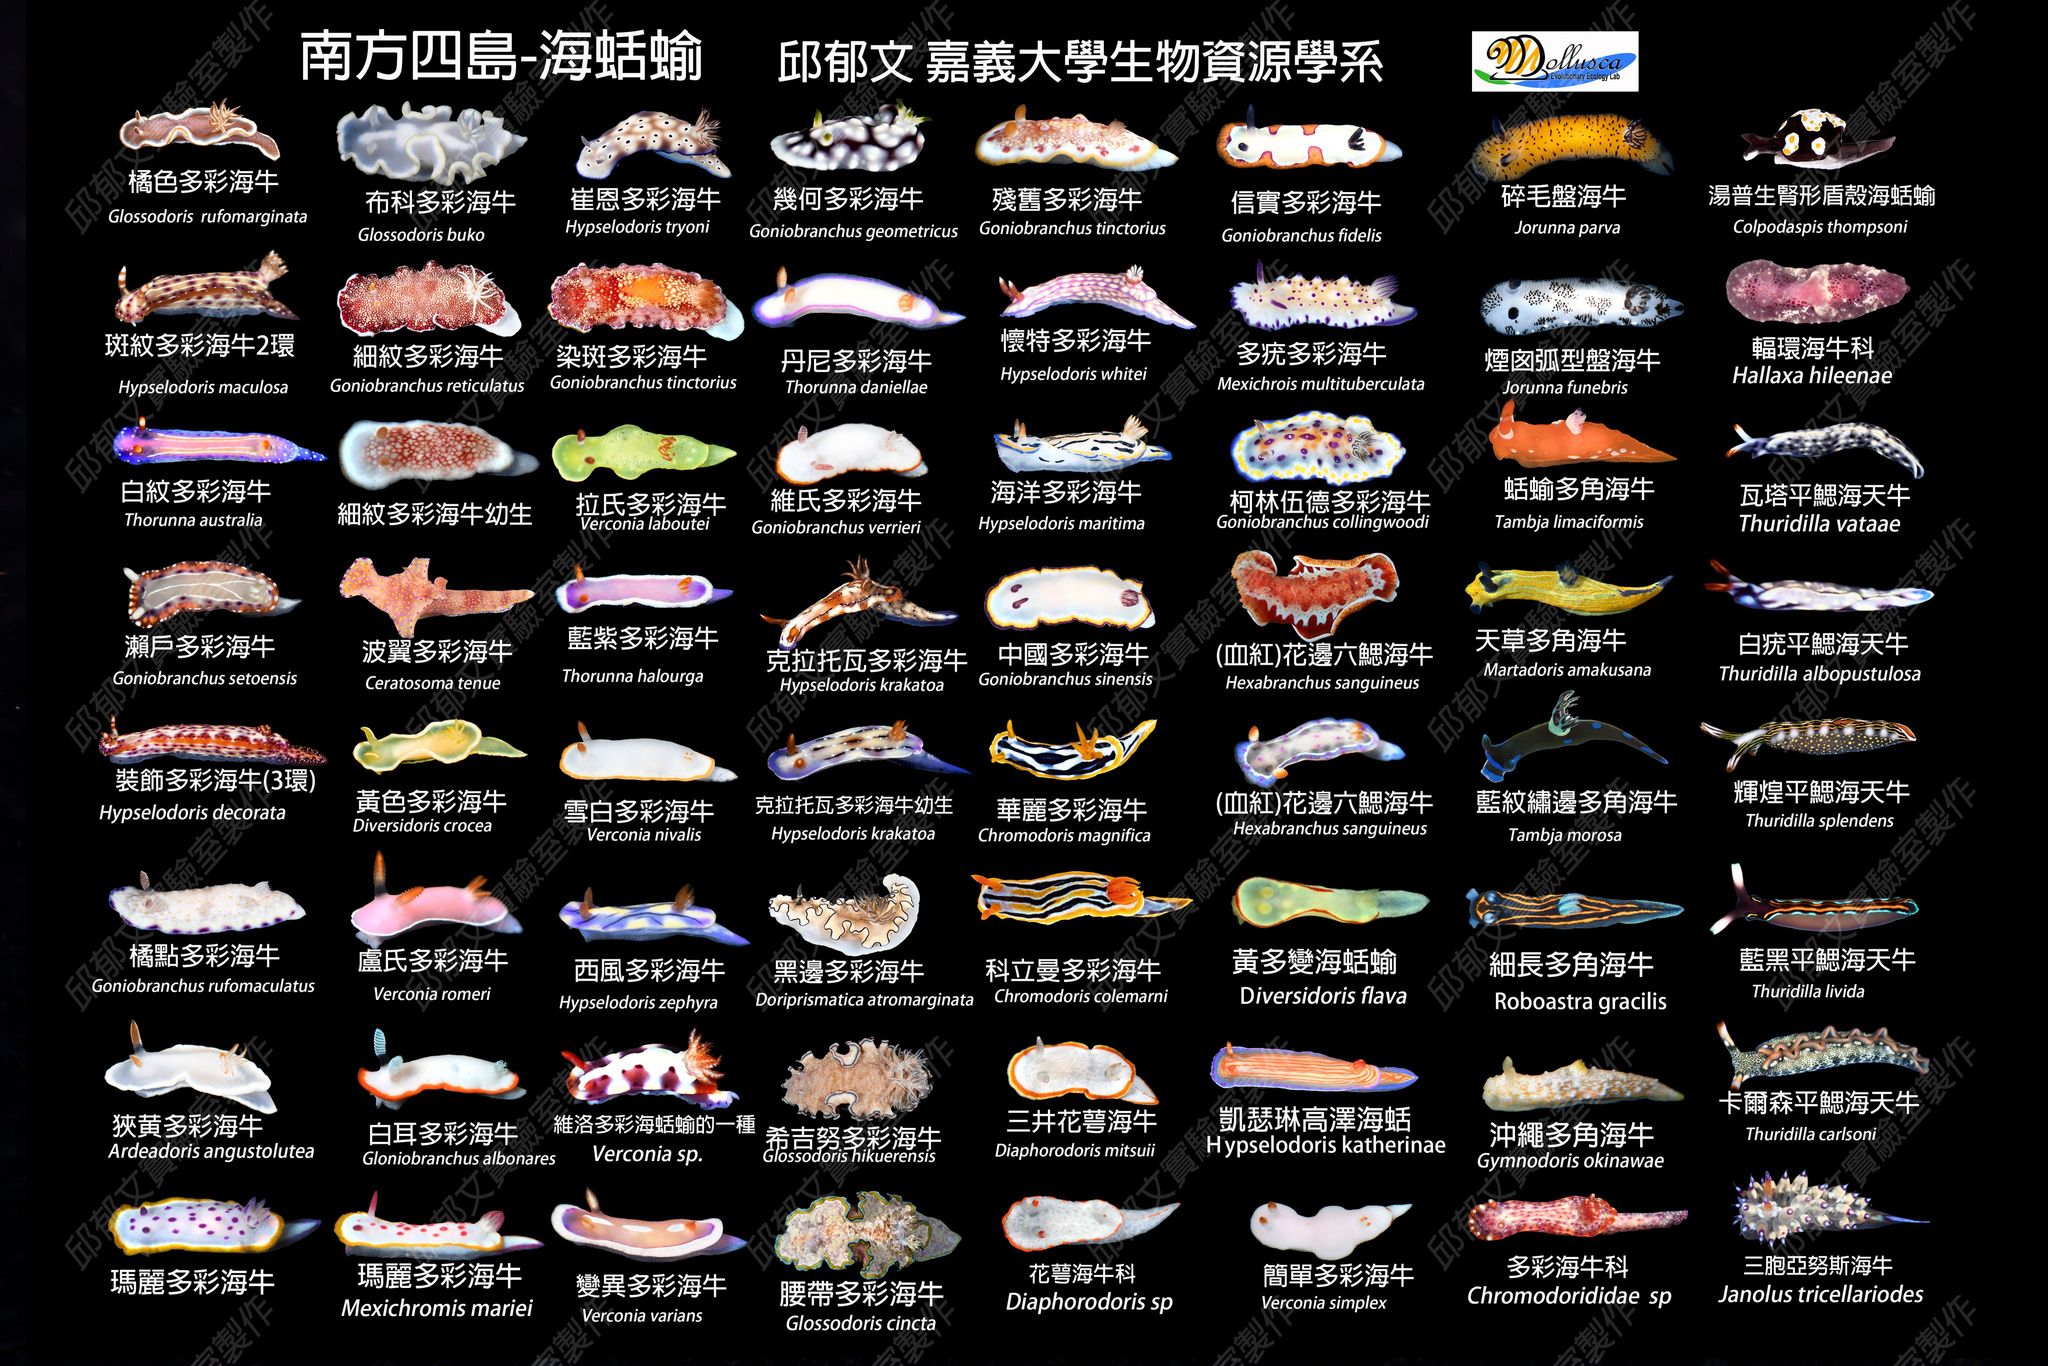 南方四島-海蛞蝓
邱郁文 嘉義大學生物資源學系
Mollusca
Evolutionary Ecology Lab
橘色多彩海牛
Glossodoris rufomarginata
布科多彩海牛
Glossodoris buko
崔恩多彩海牛
Hypselodoris tryoni
幾何多彩海牛
Goniobranchus geometricus
殘舊多彩海牛
Goniobranchus tinctorius
信實多彩海牛
Goniobranchus fidelis
碎毛盤海牛
Jorunna parva
湯普生腎形盾殼海蛞蝓
Colpodaspis thompsoni
斑紋多彩海牛2環
Hypselodoris maculosa
細紋多彩海牛
Goniobranchus reticulatus
染斑多彩海牛
Goniobranchus tinctorius
丹尼多彩海牛
Thorunna daniellae
懷特多彩海牛
Hypselodoris whitei
多疣多彩海牛
Mexichrois multituberculata
煙囪弧型盤海牛
Jorunna funebris
輻環海牛科
Hallaxa hileenae
白紋多彩海牛
Thorunna australia
細紋多彩海牛幼生
拉氏多彩海牛
Verconia laboutei
維氏多彩海牛
Goniobranchus verrieri
海洋多彩海牛
Hypselodoris maritima
柯林伍德多彩海牛
Goniobranchus collingwoodi
蛞蝓多角海牛
Tambja limaciformis
瓦塔平鰓海天牛
Thuridilla vataae
瀨戶多彩海牛
Goniobranchus setoensis
波翼多彩海牛
Ceratosoma tenue
藍紫多彩海牛
Thorunna halourga
克拉托瓦多彩海牛
Hypselodoris krakatoa
中國多彩海牛
Goniobranchus sinensis
(血紅)花邊六鰓海牛
Hexabranchus sanguineus
天草多角海牛
Martadoris amakusana
白疣平鰓海天牛
Thuridilla albopustulosa
裝飾多彩海牛(3環)
Hypselodoris decorata
黃色多彩海牛
Diversidoris crocea
雪白多彩海牛
Verconia nivalis
克拉托瓦多彩海牛幼生
Hypselodoris krakatoa
華麗多彩海牛
Chromodoris magnifica
(血紅)花邊六鰓海牛
Hexabranchus sanguineus
藍紋繡邊多角海牛
Tambja morosa
輝煌平鰓海天牛
Thuridilla splendens
橘點多彩海牛
Goniobranchus rufomaculatus
盧氏多彩海牛
Verconia romeri
西風多彩海牛
Hypselodoris zephyra
黑邊多彩海牛
Doriprismatica atromarginata
科立曼多彩海牛
Chromodoris colemarni
黃多變海蛞蝓
Diversidoris flava
細長多角海牛
Roboastra gracilis
藍黑平鰓海天牛
Thuridilla livida
狹黃多彩海牛
Ardeadoris angustolutea
白耳多彩海牛
Gloniobranchus albonares
維洛多彩海蛞蝓的一種
Verconia sp.
希吉努多彩海牛
Glossodoris hikuerensis
三井花萼海牛
Diaphorodoris mitsuii
凱瑟琳高澤海蛞
Hypselodoris katherinae
沖繩多角海牛
Gymnodoris okinawae
卡爾森平鰓海天牛
Thuridilla carlsoni
瑪麗多彩海牛
瑪麗多彩海牛
Mexichromis mariei
變異多彩海牛
Verconia varians
腰帶多彩海牛
Glossodoris cincta
花萼海牛科
Diaphorodoris sp
簡單多彩海牛
Verconia simplex
多彩海牛科
Chromodorididae sp
三胞亞努斯海牛
Janolus tricellariodes
邱郁文實驗室製作